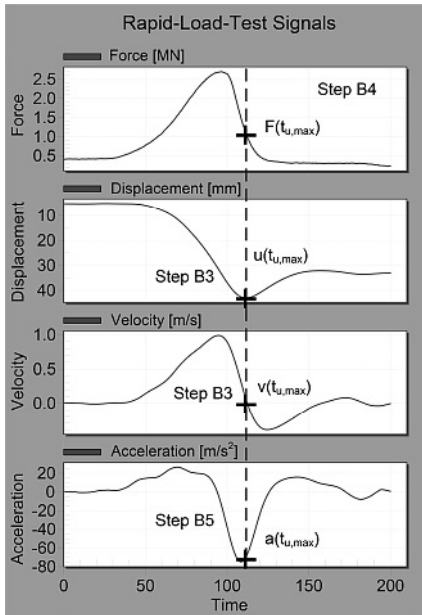 Rapid-Load-Test Signals
Force [MN]
2.5
2.0
1.5
1.0
0.5
Force
Step B4
F(tu,max)
Displacement [mm]
10
20
30
40
Displacement
Step B3
u(tu,max)
Velocity [m/s]
1.0
0.0
Velocity
Step B3
v(tu,max)
Acceleration [m/s²]
20
0
-20
-40
-60
-80
Acceleration
Step B5
a(tu,max)
0 50 100 150 200
Time